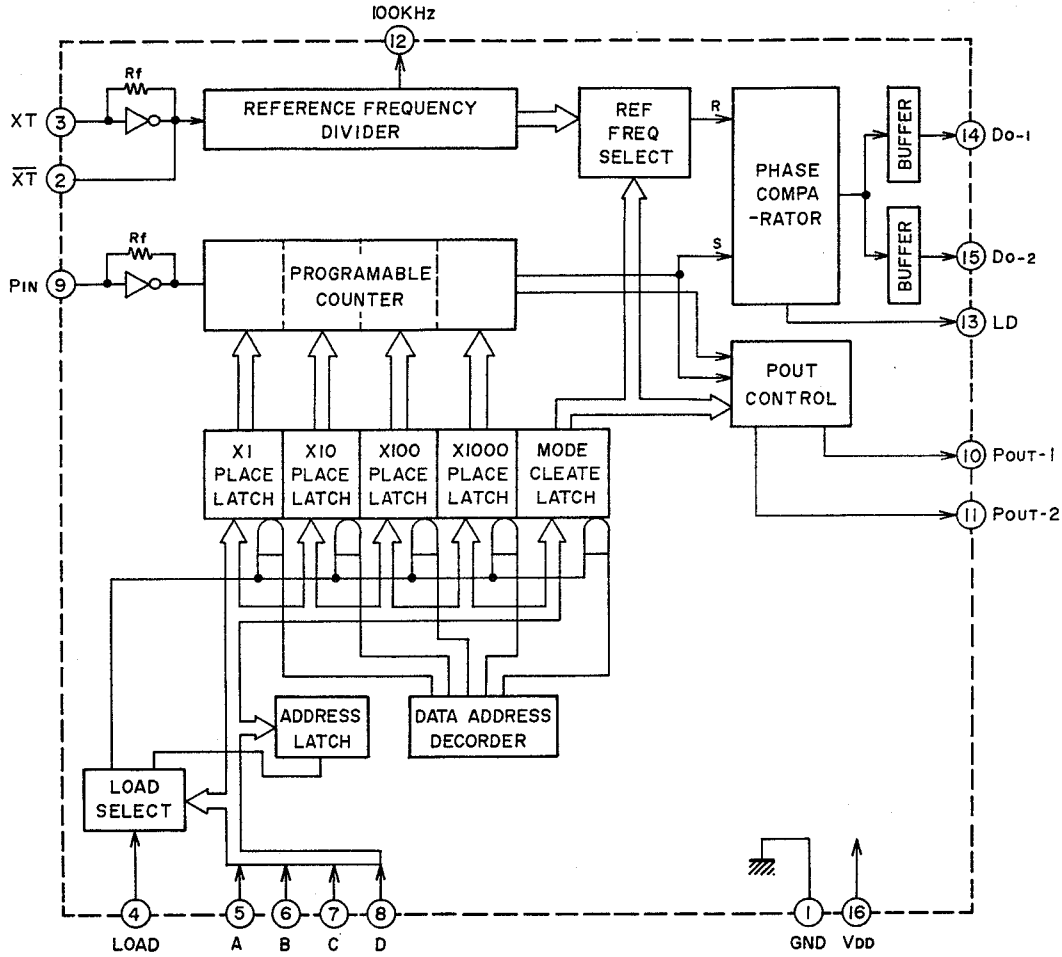 100KHz
12
Rf
XT 3
REFERENCE FREQUENCY
DIVIDER
REF
FREQ
SELECT
R
PHASE
COMPA
-RATOR
S
BUFFER
14 DO-1
XT 2
Rf
PIN 9
PROGRAMABLE
COUNTER
BUFFER
15 DO-2
13 LD
POUT
CONTROL
X1
PLACE
LATCH
X10
PLACE
LATCH
X100
PLACE
LATCH
X1000
PLACE
LATCH
MODE
CLEATE
LATCH
10 POUT-1
11 POUT-2
ADDRESS
LATCH
DATA ADDRESS
DECORDER
LOAD
SELECT
4
LOAD
5
A
6
B
7
C
8
D
1
GND
16
VDD